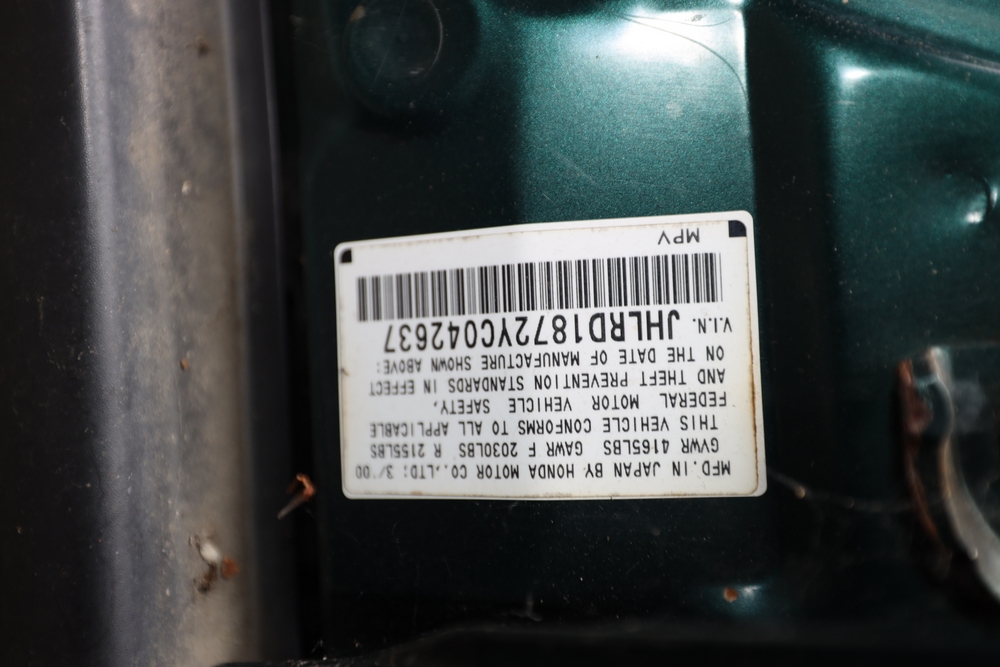 MFD. IN JAPAN BY HONDA MOTOR CO., LTD; 3/'00
GVWR 4165LBS GAWR F 2030LBS R 2155LBS
THIS VEHICLE CONFORMS TO ALL APPLICABLE
FEDERAL MOTOR VEHICLE SAFETY,
AND THEFT PREVENTION STANDARDS IN EFFECT
ON THE DATE OF MANUFACTURE SHOWN ABOVE:
V.I.N. JHLRD1872YC042637
MPV